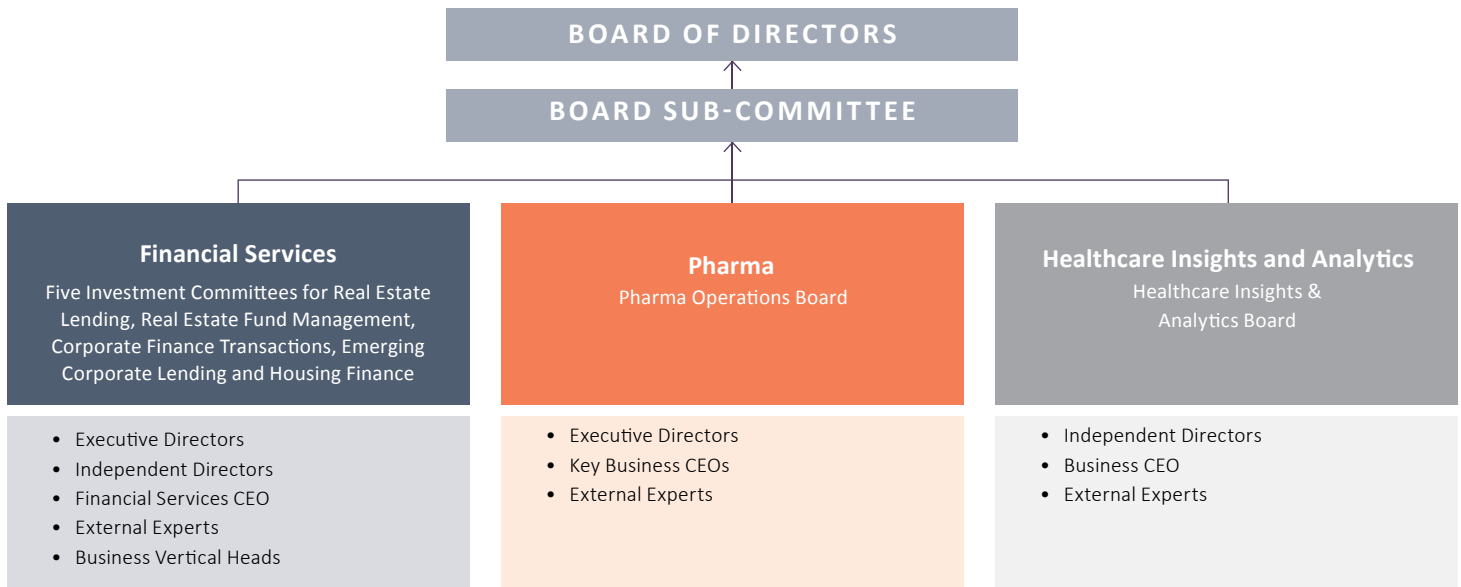 BOARD OF DIRECTORS
BOARD SUB-COMMITTEE
Financial Services
Five Investment Committees for Real Estate
Lending, Real Estate Fund Management,
Corporate Finance Transactions, Emerging
Corporate Lending and Housing Finance
• Executive Directors
• Independent Directors
• Financial Services CEO
• External Experts
• Business Vertical Heads
Pharma
Pharma Operations Board
• Executive Directors
• Key Business CEOs
• External Experts
Healthcare Insights and Analytics
Healthcare Insights &
Analytics Board
• Independent Directors
• Business CEO
• External Experts